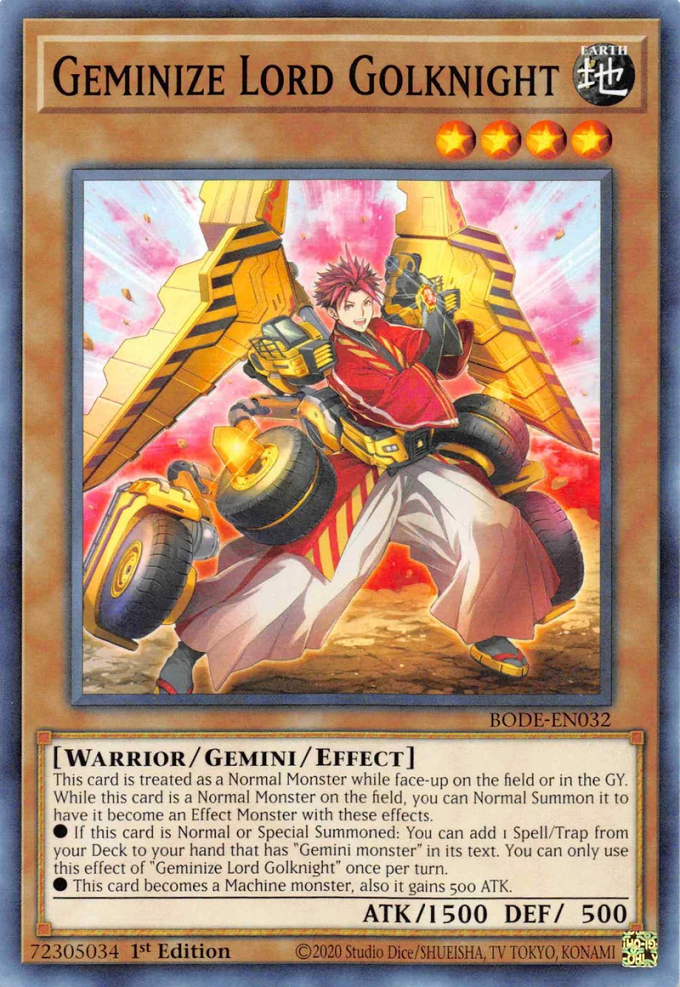 GEMINIZE LORD GOLKNIGHT
EARTH
地
BODE-EN032
[WARRIOR/GEMINI/EFFECT]
This card is treated as a Normal Monster while face-up on the field or in the GY.
While this card is a Normal Monster on the field, you can Normal Summon it to
have it become an Effect Monster with these effects.
● If this card is Normal or Special Summoned: You can add 1 Spell/Trap from
your Deck to your hand that has "Gemini monster" in its text. You can only use
this effect of "Geminize Lord Golknight" once per turn.
● This card becomes a Machine monster, also it gains 500 ATK.
ATK/1500 DEF/ 500
72305034 1st Edition ©2020 Studio Dice/SHUEISHA, TV TOKYO, KONAMI